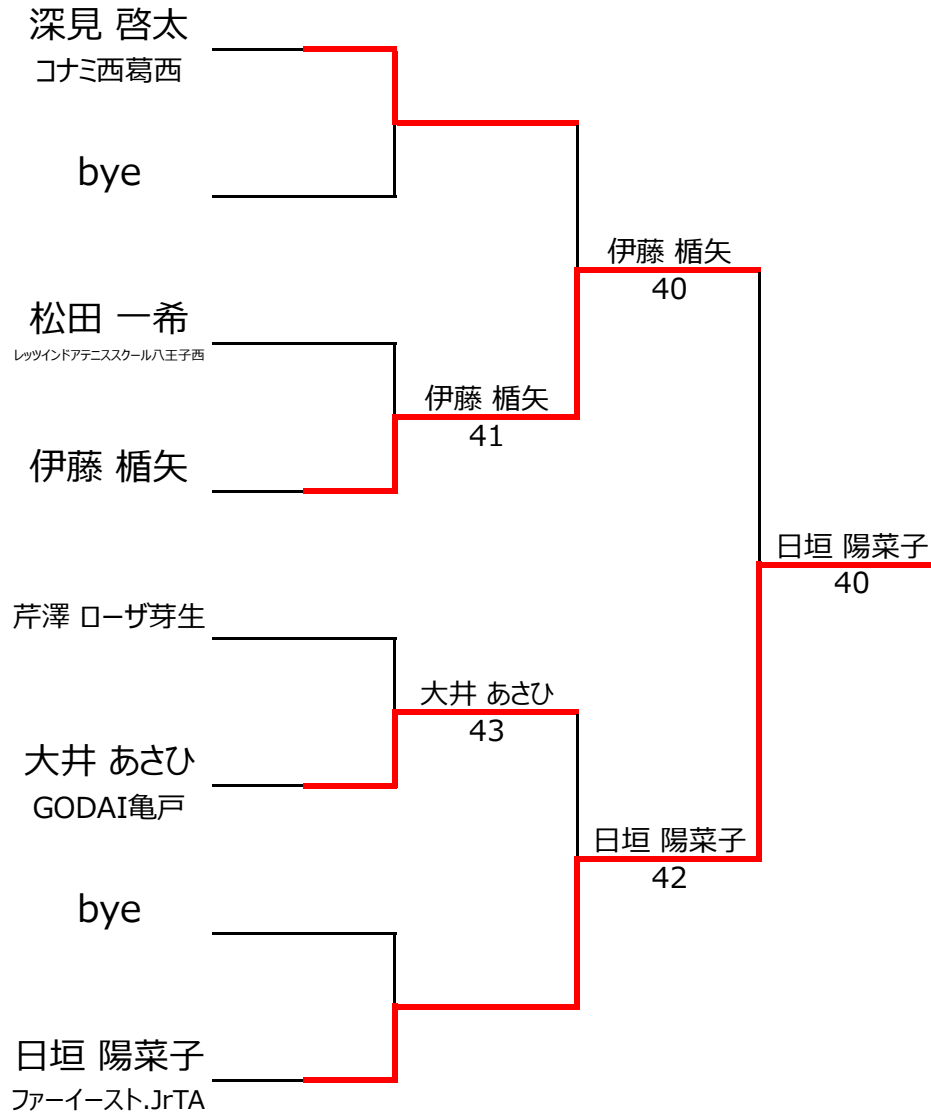 深見 啓太
コナミ西葛西
bye
松田 一希
レッツインドアテニススクール八王子西
伊藤 楯矢
芹澤 ローザ芽生
大井 あさひ
GODAI亀戸
bye
日垣 陽菜子
ファーイースト.JrTA
伊藤 楯矢
41
大井 あさひ
43
伊藤 楯矢
40
日垣 陽菜子
42
日垣 陽菜子
40